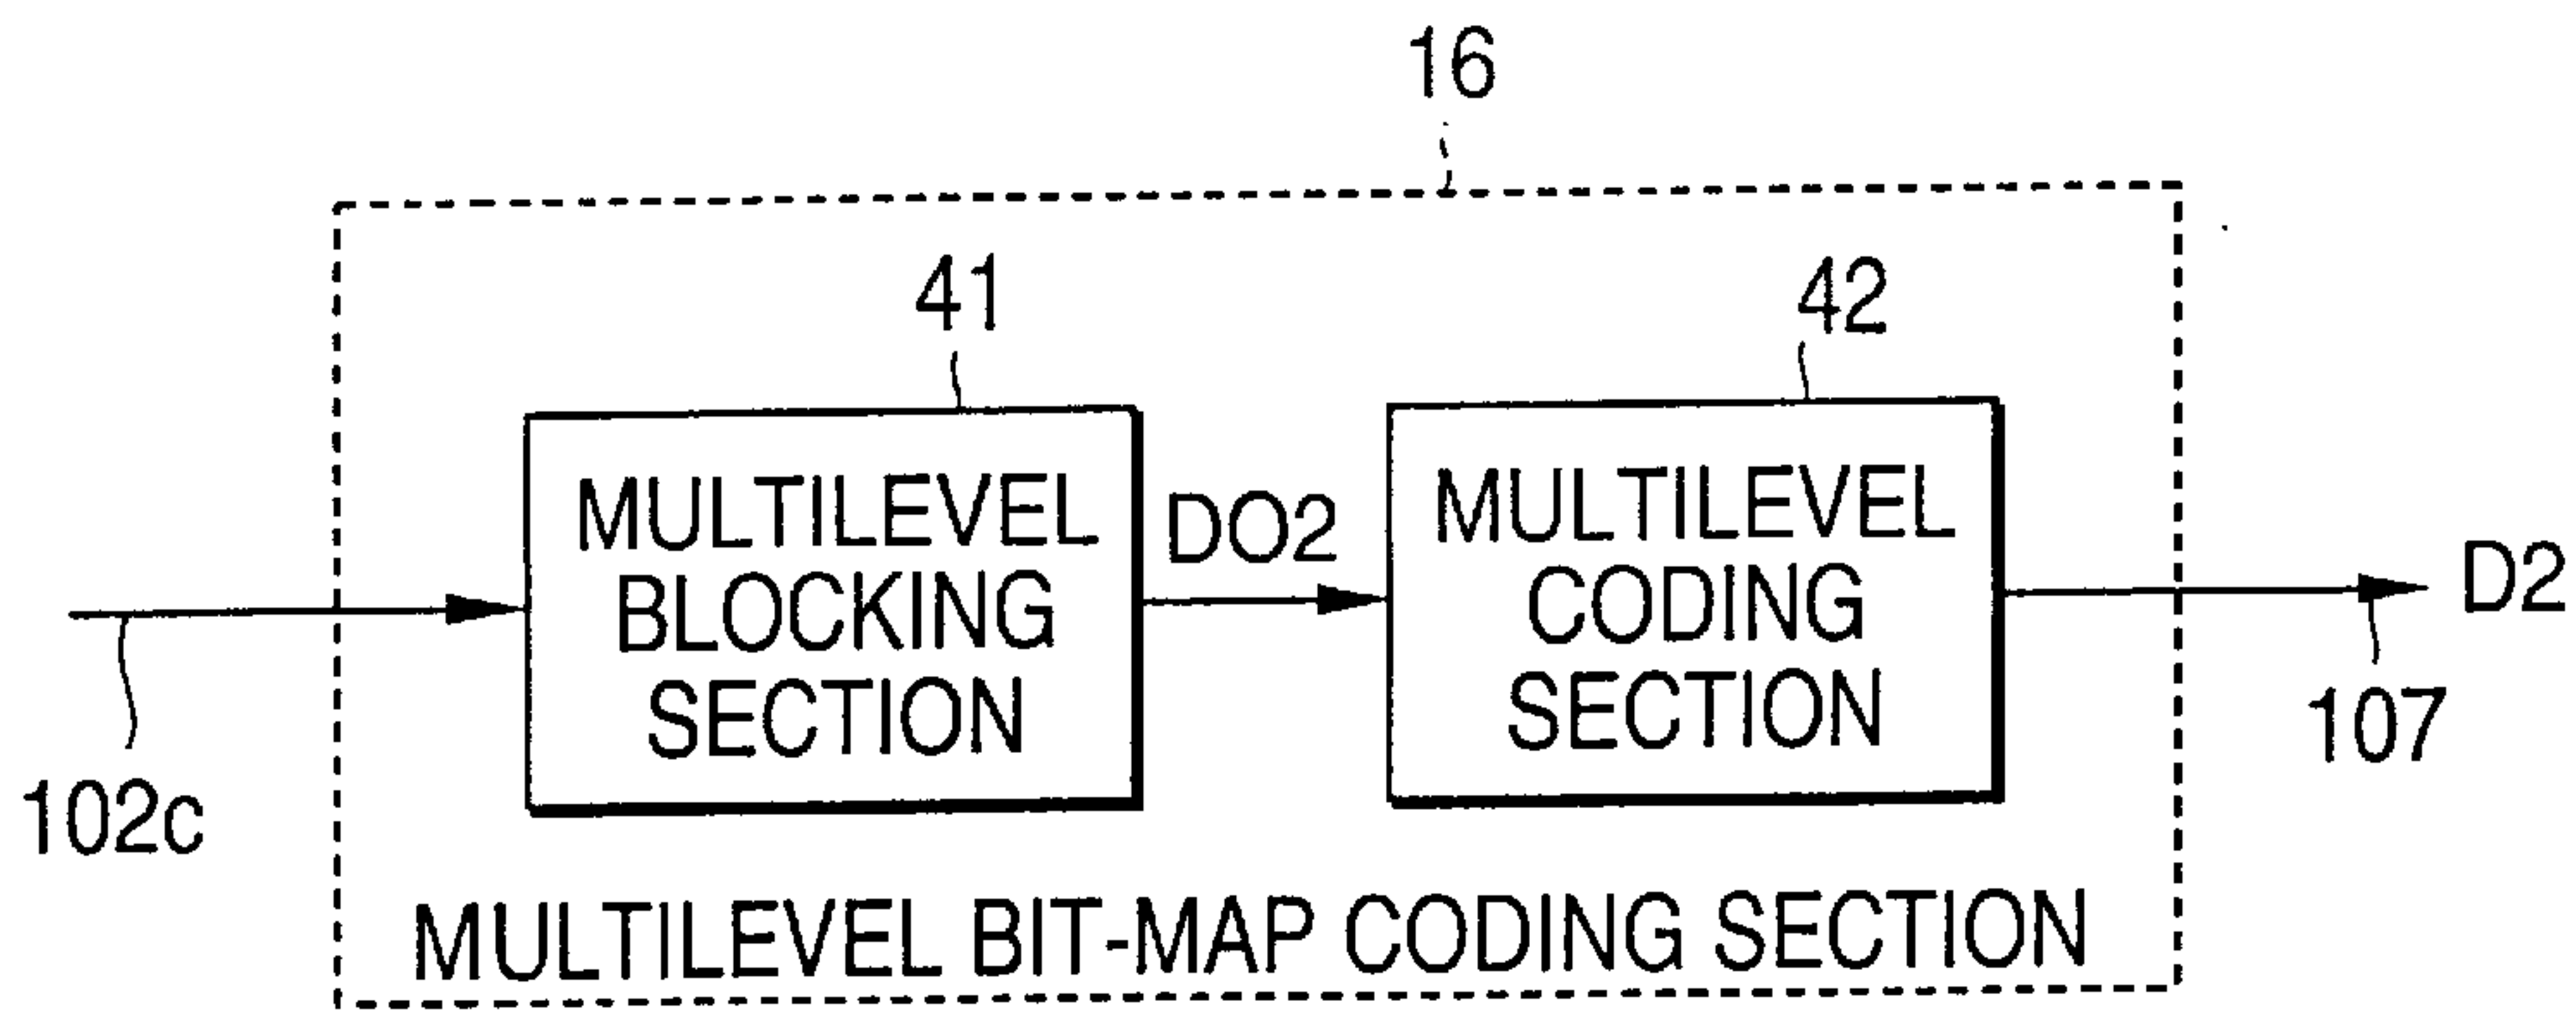 16
41
42
MULTILEVEL
BLOCKING
SECTION
DO2
MULTILEVEL
CODING
SECTION
D2
102c
107
MULTILEVEL BIT-MAP CODING SECTION